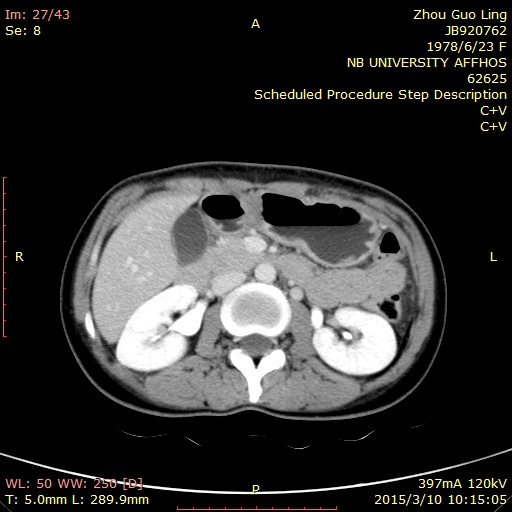 Im: 27/43
Se: 8
A
Zhou Guo Ling
JB920762
1978/6/23 F
NB UNIVERSITY AFFHOS
62625
Scheduled Procedure Step Description
C+V
C+V
R
L
WL: 50 WW: 250 [D]
T: 5.0mm L: 289.9mm
P
397mA 120kV
2015/3/10 10:15:05